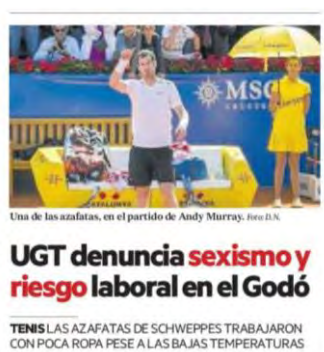 MSC
CATALUNYA
Una de las azafatas, en el partido de Andy Murray. Foto: D.N.
UGT denuncia sexismo y
riesgo laboral en el Godó
TENIS LAS AZAFATAS DE SCHWEPPES TRABAJARON
CON POCA ROPA PESE A LAS BAJAS TEMPERATURAS